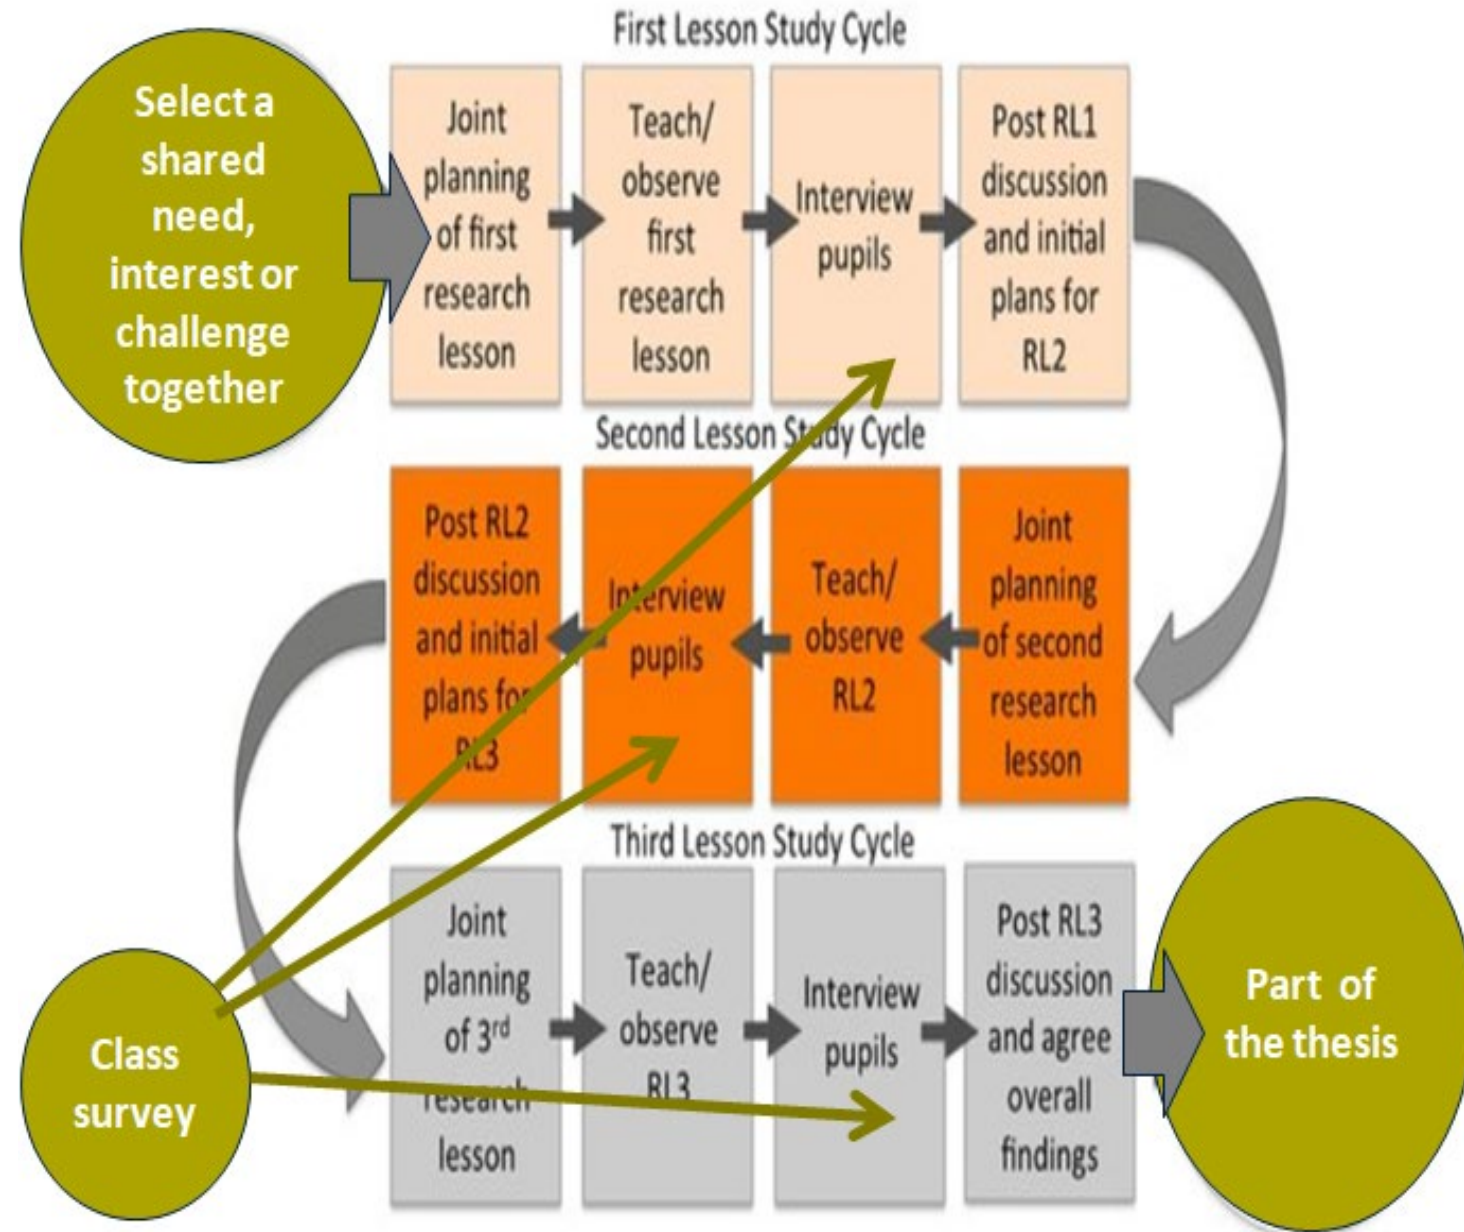 First Lesson Study Cycle
Select a
shared
need,
interest or
challenge
together
Joint
planning
of first
research
lesson
Teach/
observe
first
research
lesson
Interview
pupils
Post RL1
discussion
and initial
plans for
RL2
Second Lesson Study Cycle
Post RL2
discussion
and initial
plans for
RL3
Interview
pupils
Teach/
observe
RL2
Joint
planning
of second
research
lesson
Third Lesson Study Cycle
Class
survey
Joint
planning
of 3rd
research
lesson
Teach/
observe
RL3
Interview
pupils
Post RL3
discussion
and agree
overall
findings
Part of
the thesis